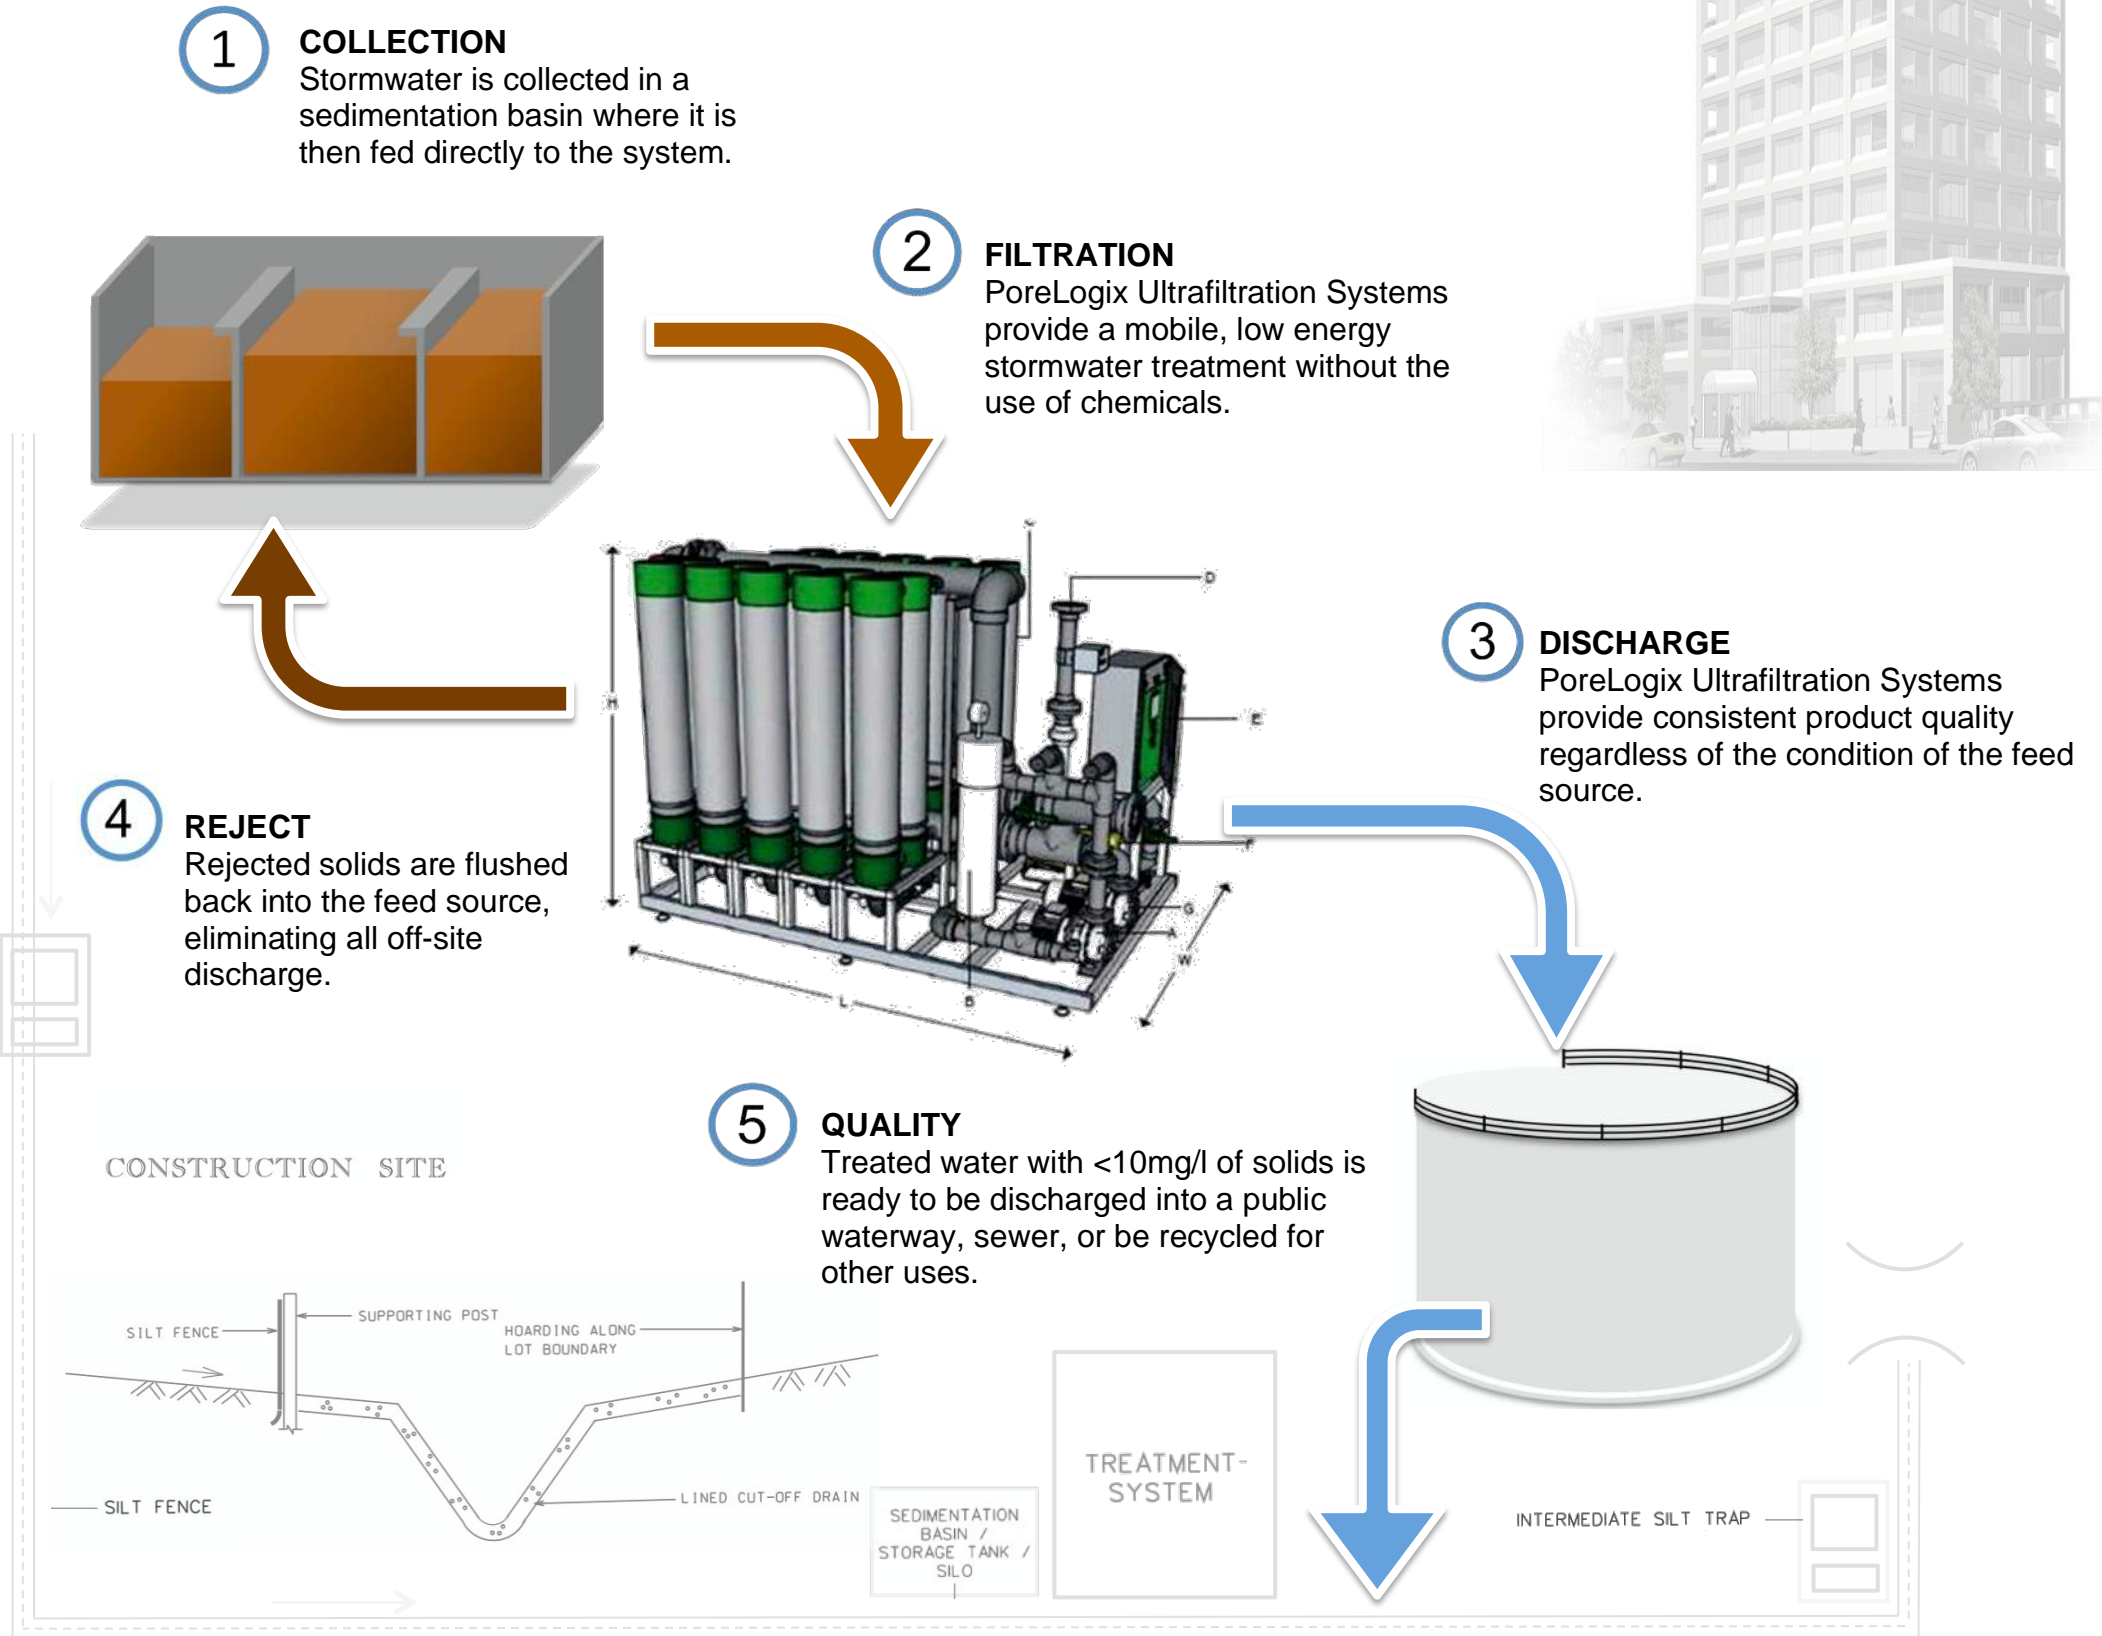 1
COLLECTION
Stormwater is collected in a
sedimentation basin where it is
then fed directly to the system.
2
FILTRATION
PoreLogix Ultrafiltration Systems
provide a mobile, low energy
stormwater treatment without the
use of chemicals.
D
H
E
3
DISCHARGE
PoreLogix Ultrafiltration Systems
provide consistent product quality
regardless of the condition of the feed
source.
4
REJECT
Rejected solids are flushed
back into the feed source,
eliminating all off-site
discharge.
F
G
A
W
L
B
5
QUALITY
Treated water with <10mg/l of solids is
ready to be discharged into a public
waterway, sewer, or be recycled for
other uses.
CONSTRUCTION SITE
SUPPORTING POST
SILT FENCE
HOARDING ALONG
LOT BOUNDARY
LINED CUT-OFF DRAIN
SILT FENCE
SEDIMENTATION
BASIN /
STORAGE TANK /
SILO
TREATMENT-
SYSTEM
INTERMEDIATE SILT TRAP